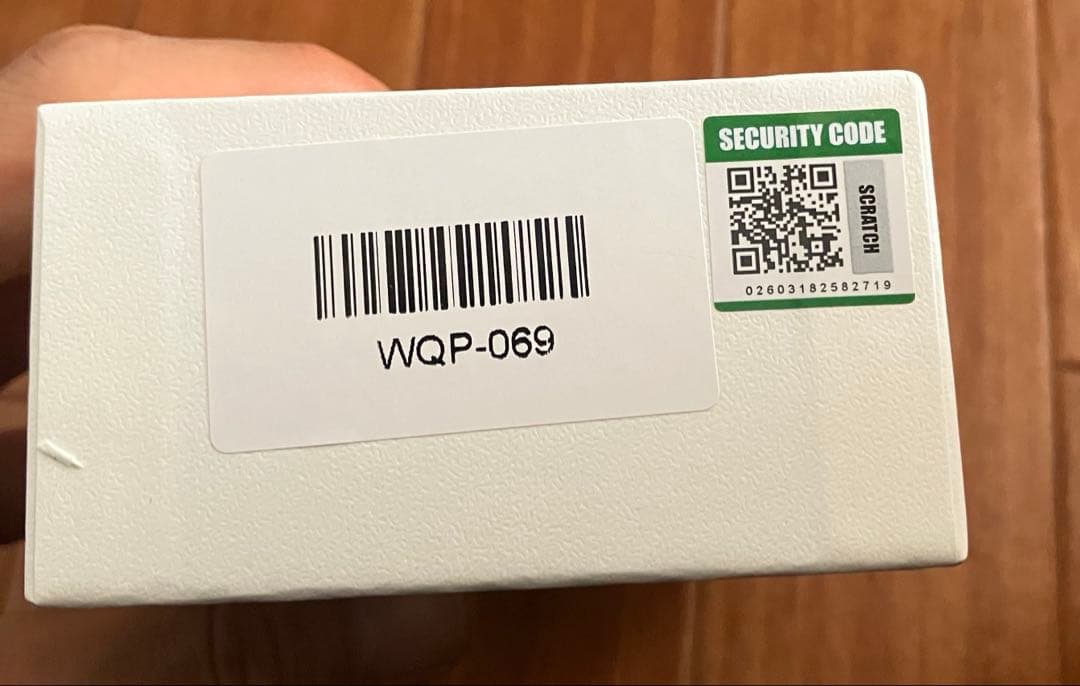 SECURITY CODE
SCRATCH
02603182582719
WQP-069